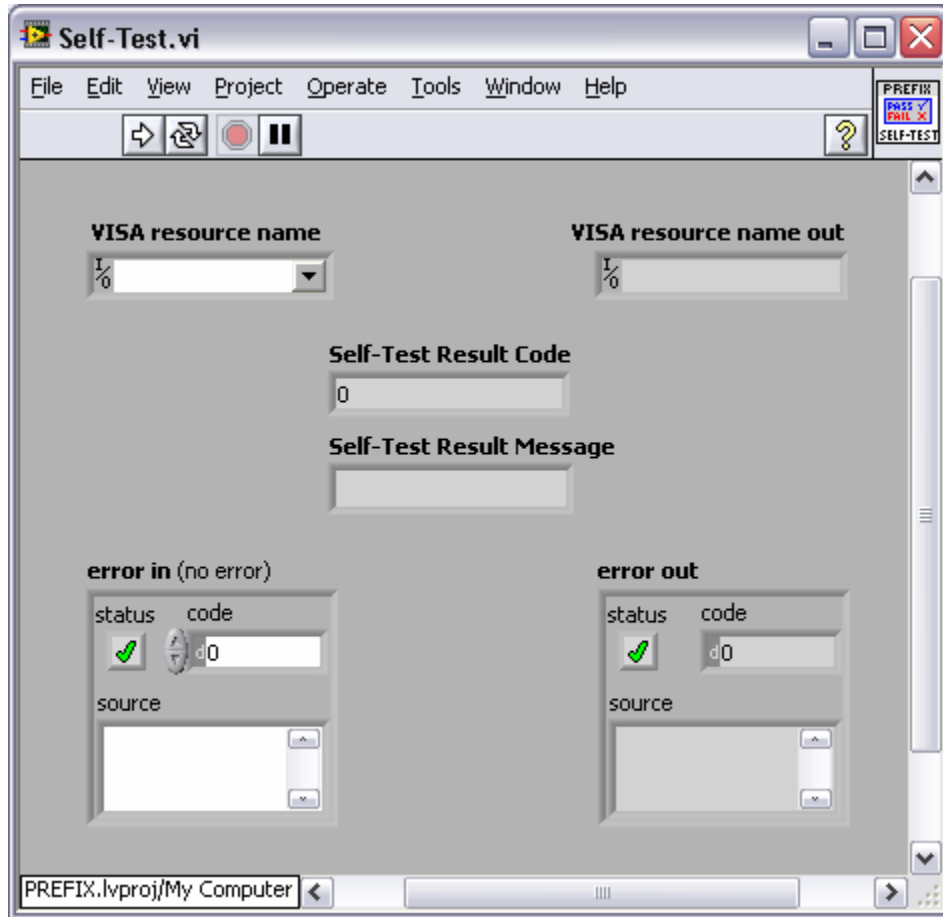 Self-Test.vi
File Edit View Project Operate Tools Window Help
PREFIX
PASS
FAIL
SELF-TEST
?
VISA resource name
VISA resource name out
I/O
I/O
Self-Test Result Code
0
Self-Test Result Message
error in (no error)
error out
status code
status code
d0
d0
source
source
PREFIX.lvproj/My Computer